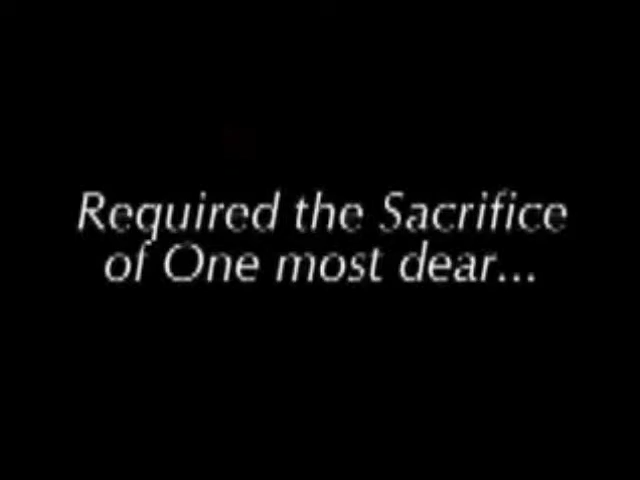 Required the Sacrifice
of One most dear...